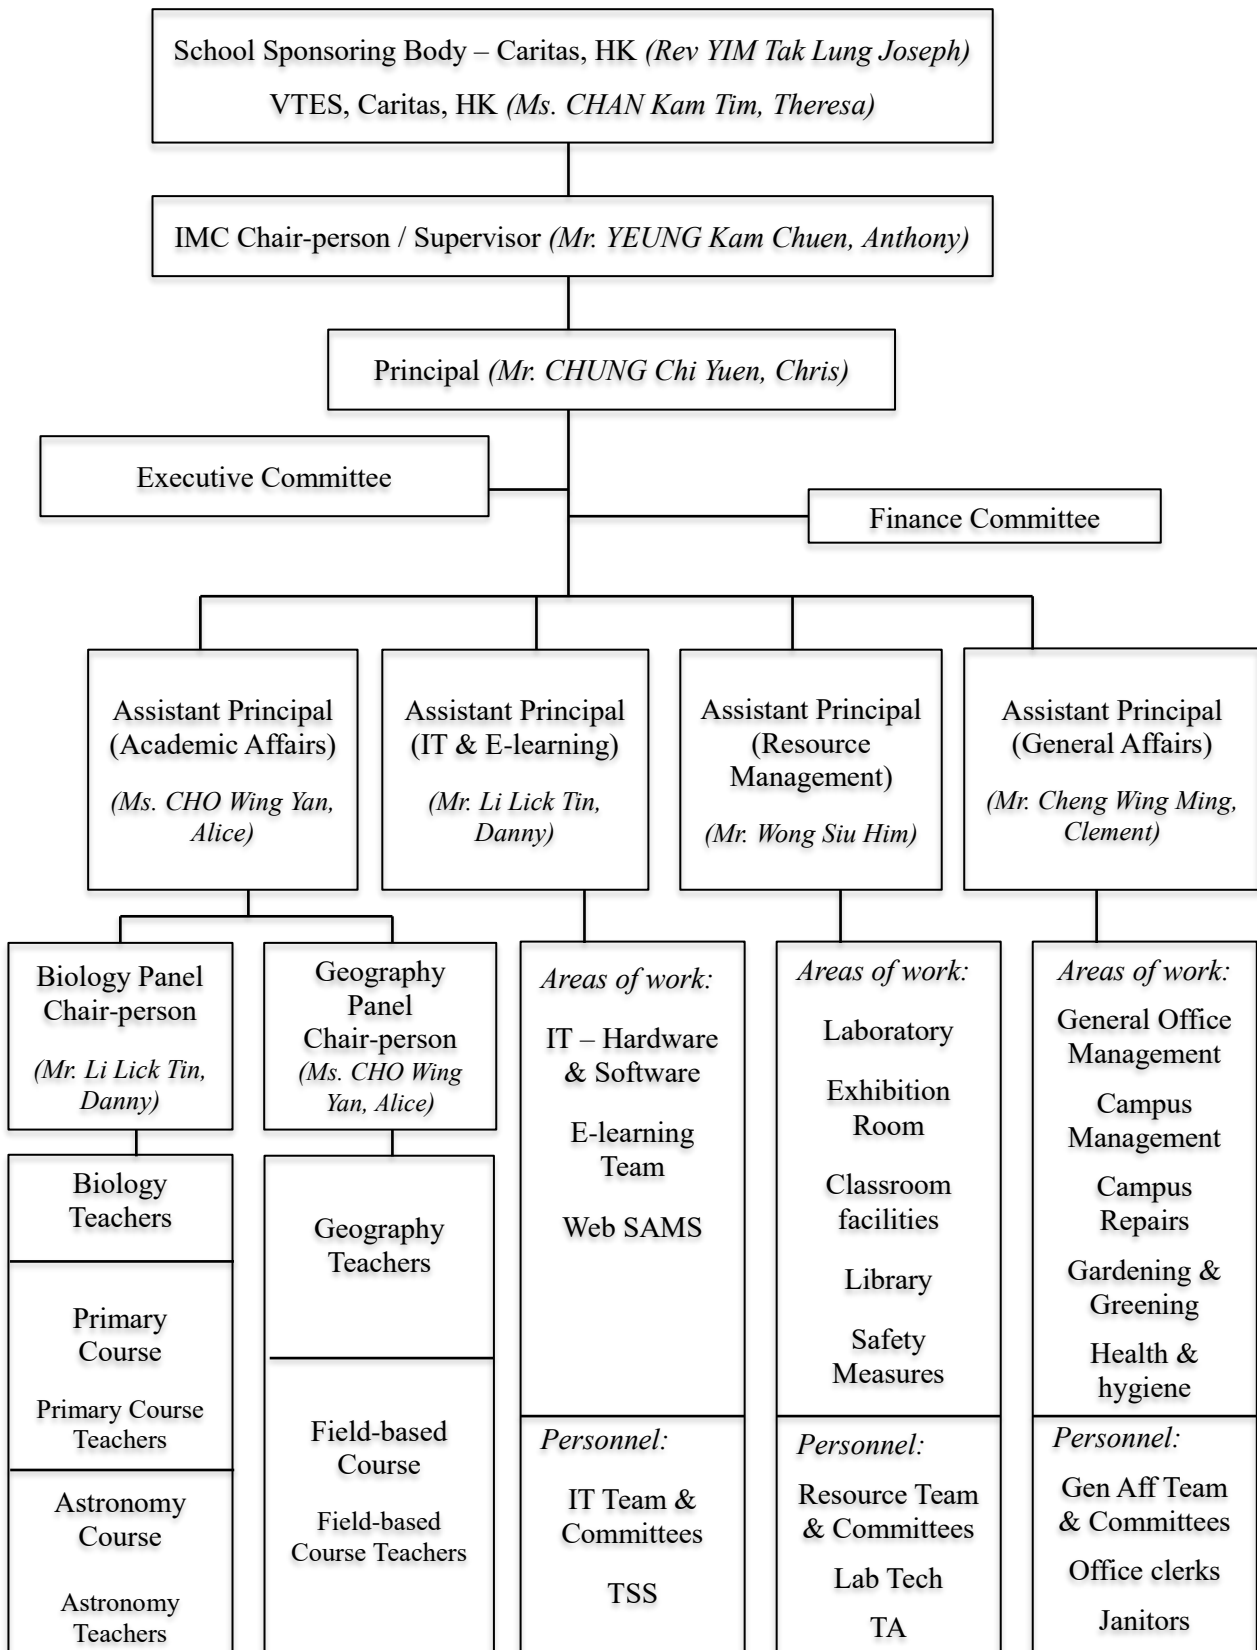 School Sponsoring Body – Caritas, HK (Rev YIM Tak Lung Joseph)
VTES, Caritas, HK (Ms. CHAN Kam Tim, Theresa)
IMC Chair-person / Supervisor (Mr. YEUNG Kam Chuen, Anthony)
Principal (Mr. CHUNG Chi Yuen, Chris)
Executive Committee
Finance Committee
Assistant Principal
(Academic Affairs)
(Ms. CHO Wing Yan,
Alice)
Assistant Principal
(IT & E-learning)
(Mr. Li Lick Tin,
Danny)
Assistant Principal
(Resource
Management)
(Mr. Wong Siu Him)
Assistant Principal
(General Affairs)
(Mr. Cheng Wing Ming,
Clement)
Biology Panel
Chair-person
(Mr. Li Lick Tin,
Danny)
Biology
Teachers
Primary
Course
Primary Course
Teachers
Astronomy
Course
Astronomy
Teachers
Geography
Panel
Chair-person
(Ms. CHO Wing
Yan, Alice)
Geography
Teachers
Field-based
Course
Field-based
Course Teachers
Areas of work:
IT – Hardware
& Software
E-learning
Team
Web SAMS
Personnel:
IT Team &
Committees
TSS
Areas of work:
Laboratory
Exhibition
Room
Classroom
facilities
Library
Safety
Measures
Personnel:
Resource Team
& Committees
Lab Tech
TA
Areas of work:
General Office
Management
Campus
Management
Campus
Repairs
Gardening &
Greening
Health &
hygiene
Personnel:
Gen Aff Team
& Committees
Office clerks
Janitors